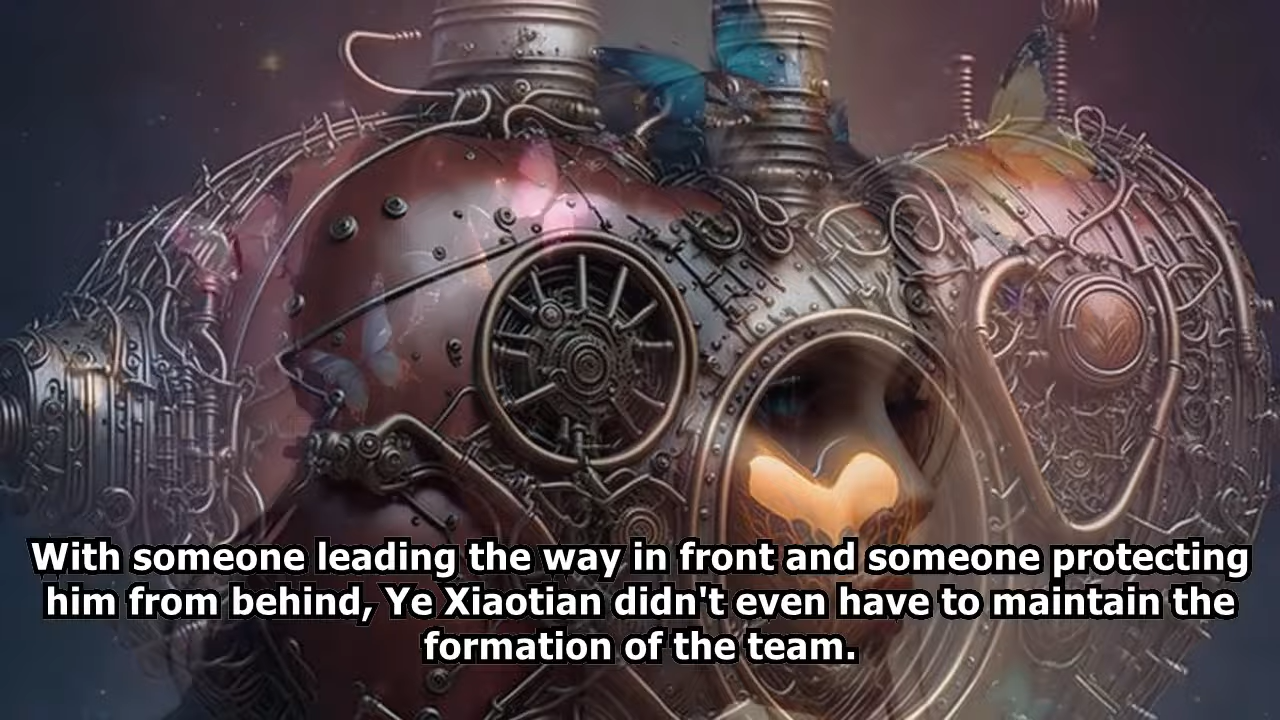 With someone leading the way in front and someone protecting
him from behind, Ye Xiaotian didn't even have to maintain the
formation of the team.